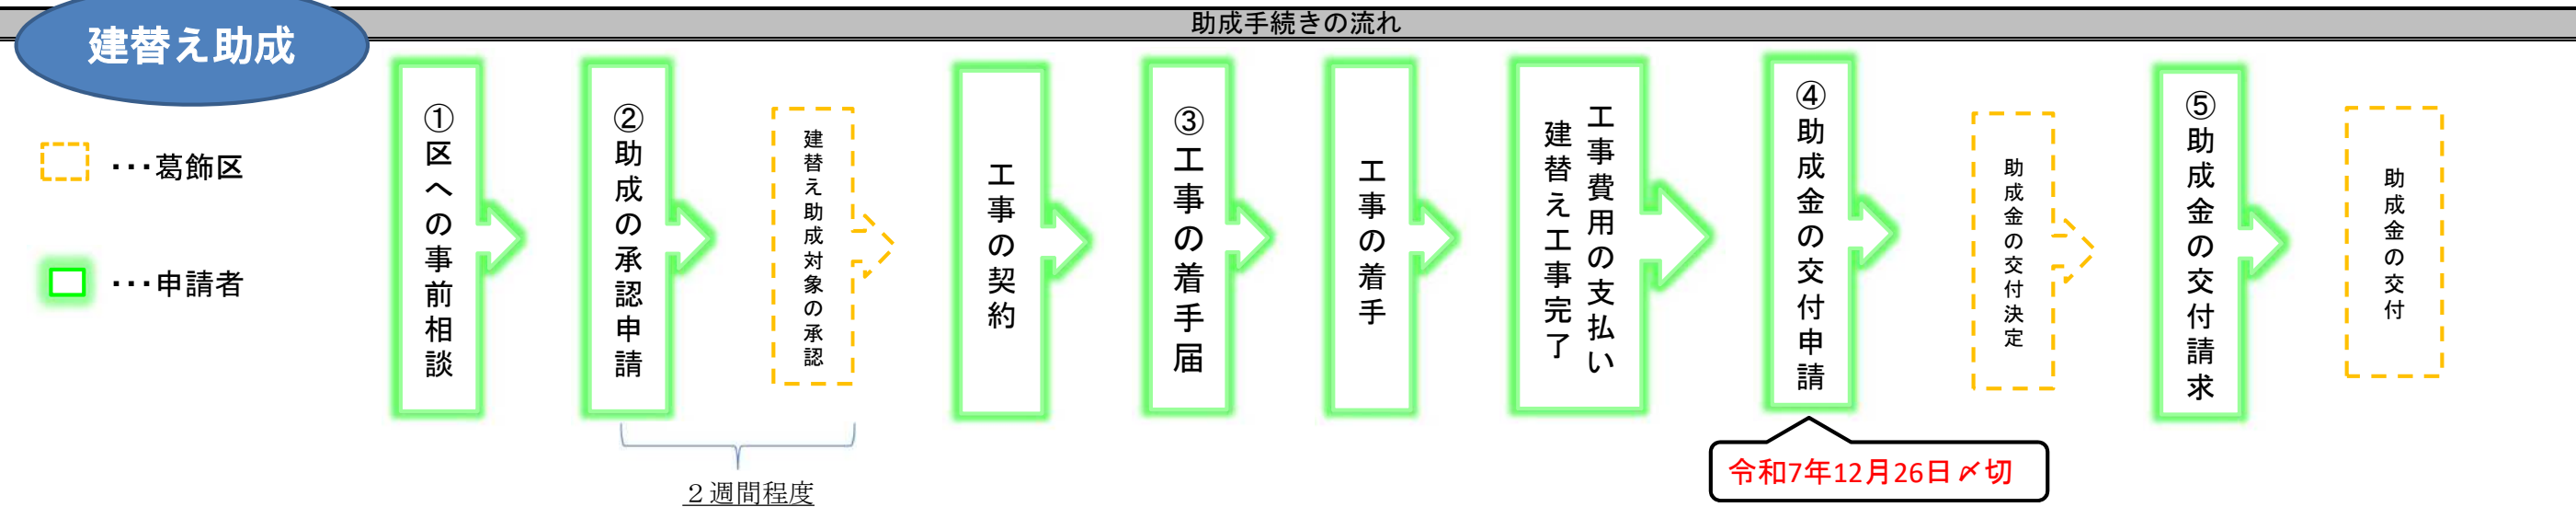 助成手続きの流れ
建替え助成
・・・葛飾区
・・・申請者
①区への事前相談
②助成の承認申請
建替え助成対象の承認
２週間程度
工事の契約
③工事の着手届
工事の着手
工事費用の支払い
建替え工事完了
④助成金の交付申請
令和7年12月26日〆切
助成金の交付決定
⑤助成金の交付請求
助成金の交付